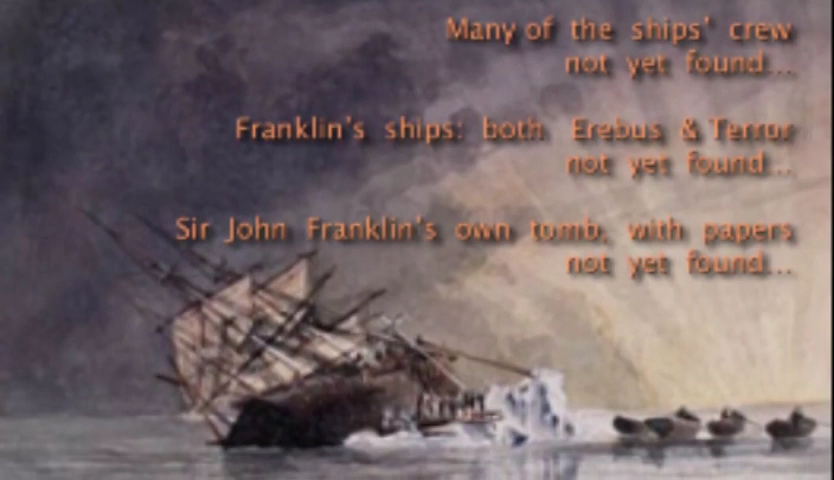 Many of the ships' crew
not yet found...
Franklin's ships: both Erebus & Terror
not yet found...
Sir John Franklin's own tomb, with papers
not yet found...